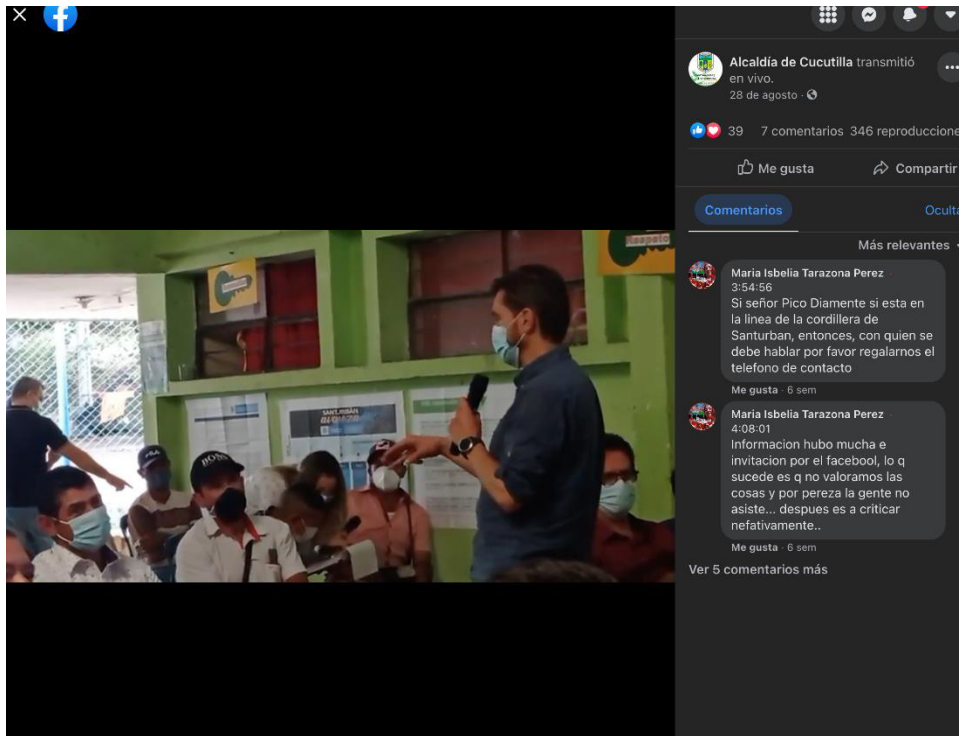 Alcaldía de Cucutilla transmitió
en vivo.
28 de agosto
39 7 comentarios 346 reproduccione
Me gusta Compartir
Comentarios Oculta
Más relevantes
Maria Isbelia Tarazona Perez
3:54:56
Si señor Pico Diamente si esta en
la linea de la cordillera de
Santurban, entonces, con quien se
debe hablar por favor regalarnos el
telefono de contacto
Me gusta · 6 sem
Maria Isbelia Tarazona Perez
4:08:01
Informacion hubo mucha e
invitacion por el facebool, lo q
sucede es q no valoramos las
cosas y por pereza la gente no
asiste... despues es a criticar
nefativamente..
Me gusta · 6 sem
Ver 5 comentarios más
Respeto
SANTURBÁN